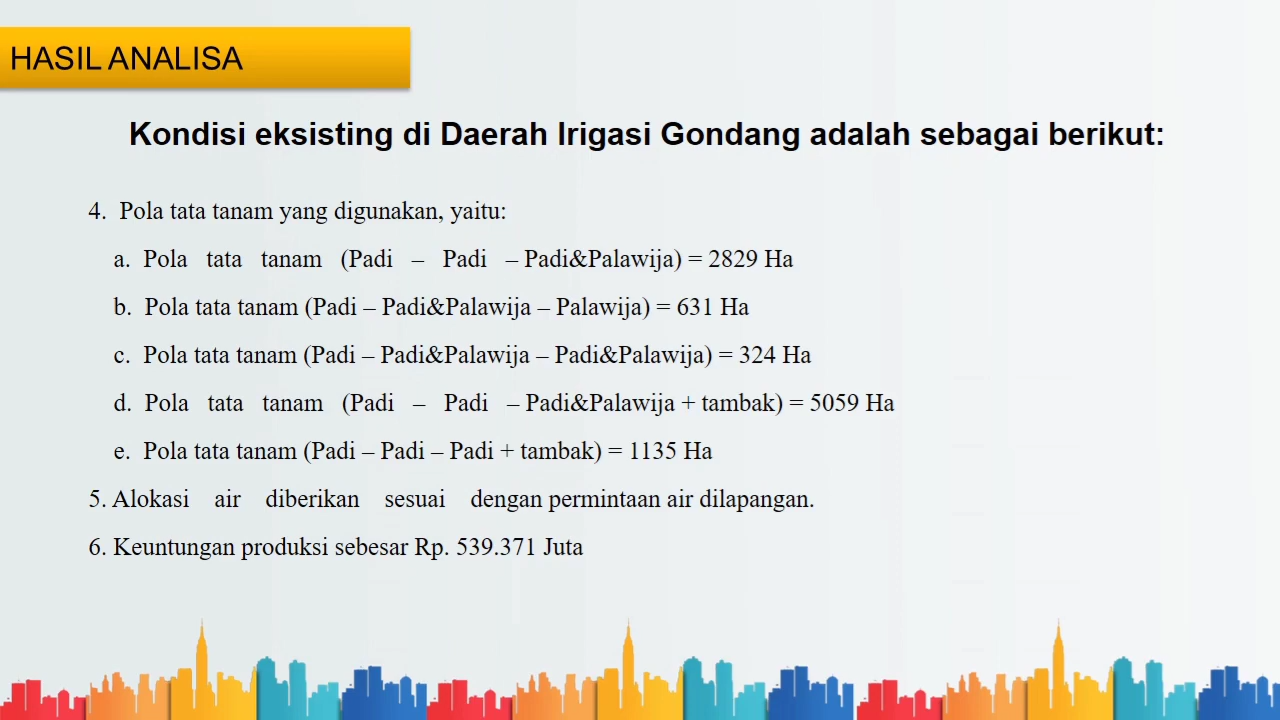 HASIL ANALISA
Kondisi eksisting di Daerah Irigasi Gondang adalah sebagai berikut:
4. Pola tata tanam yang digunakan, yaitu:
a. Pola tata tanam (Padi – Padi – Padi&Palawija) = 2829 Ha
b. Pola tata tanam (Padi – Padi&Palawija – Palawija) = 631 Ha
c. Pola tata tanam (Padi – Padi&Palawija – Padi&Palawija) = 324 Ha
d. Pola tata tanam (Padi – Padi – Padi&Palawija + tambak) = 5059 Ha
e. Pola tata tanam (Padi – Padi – Padi + tambak) = 1135 Ha
5. Alokasi air diberikan sesuai dengan permintaan air dilapangan.
6. Keuntungan produksi sebesar Rp. 539.371 Juta